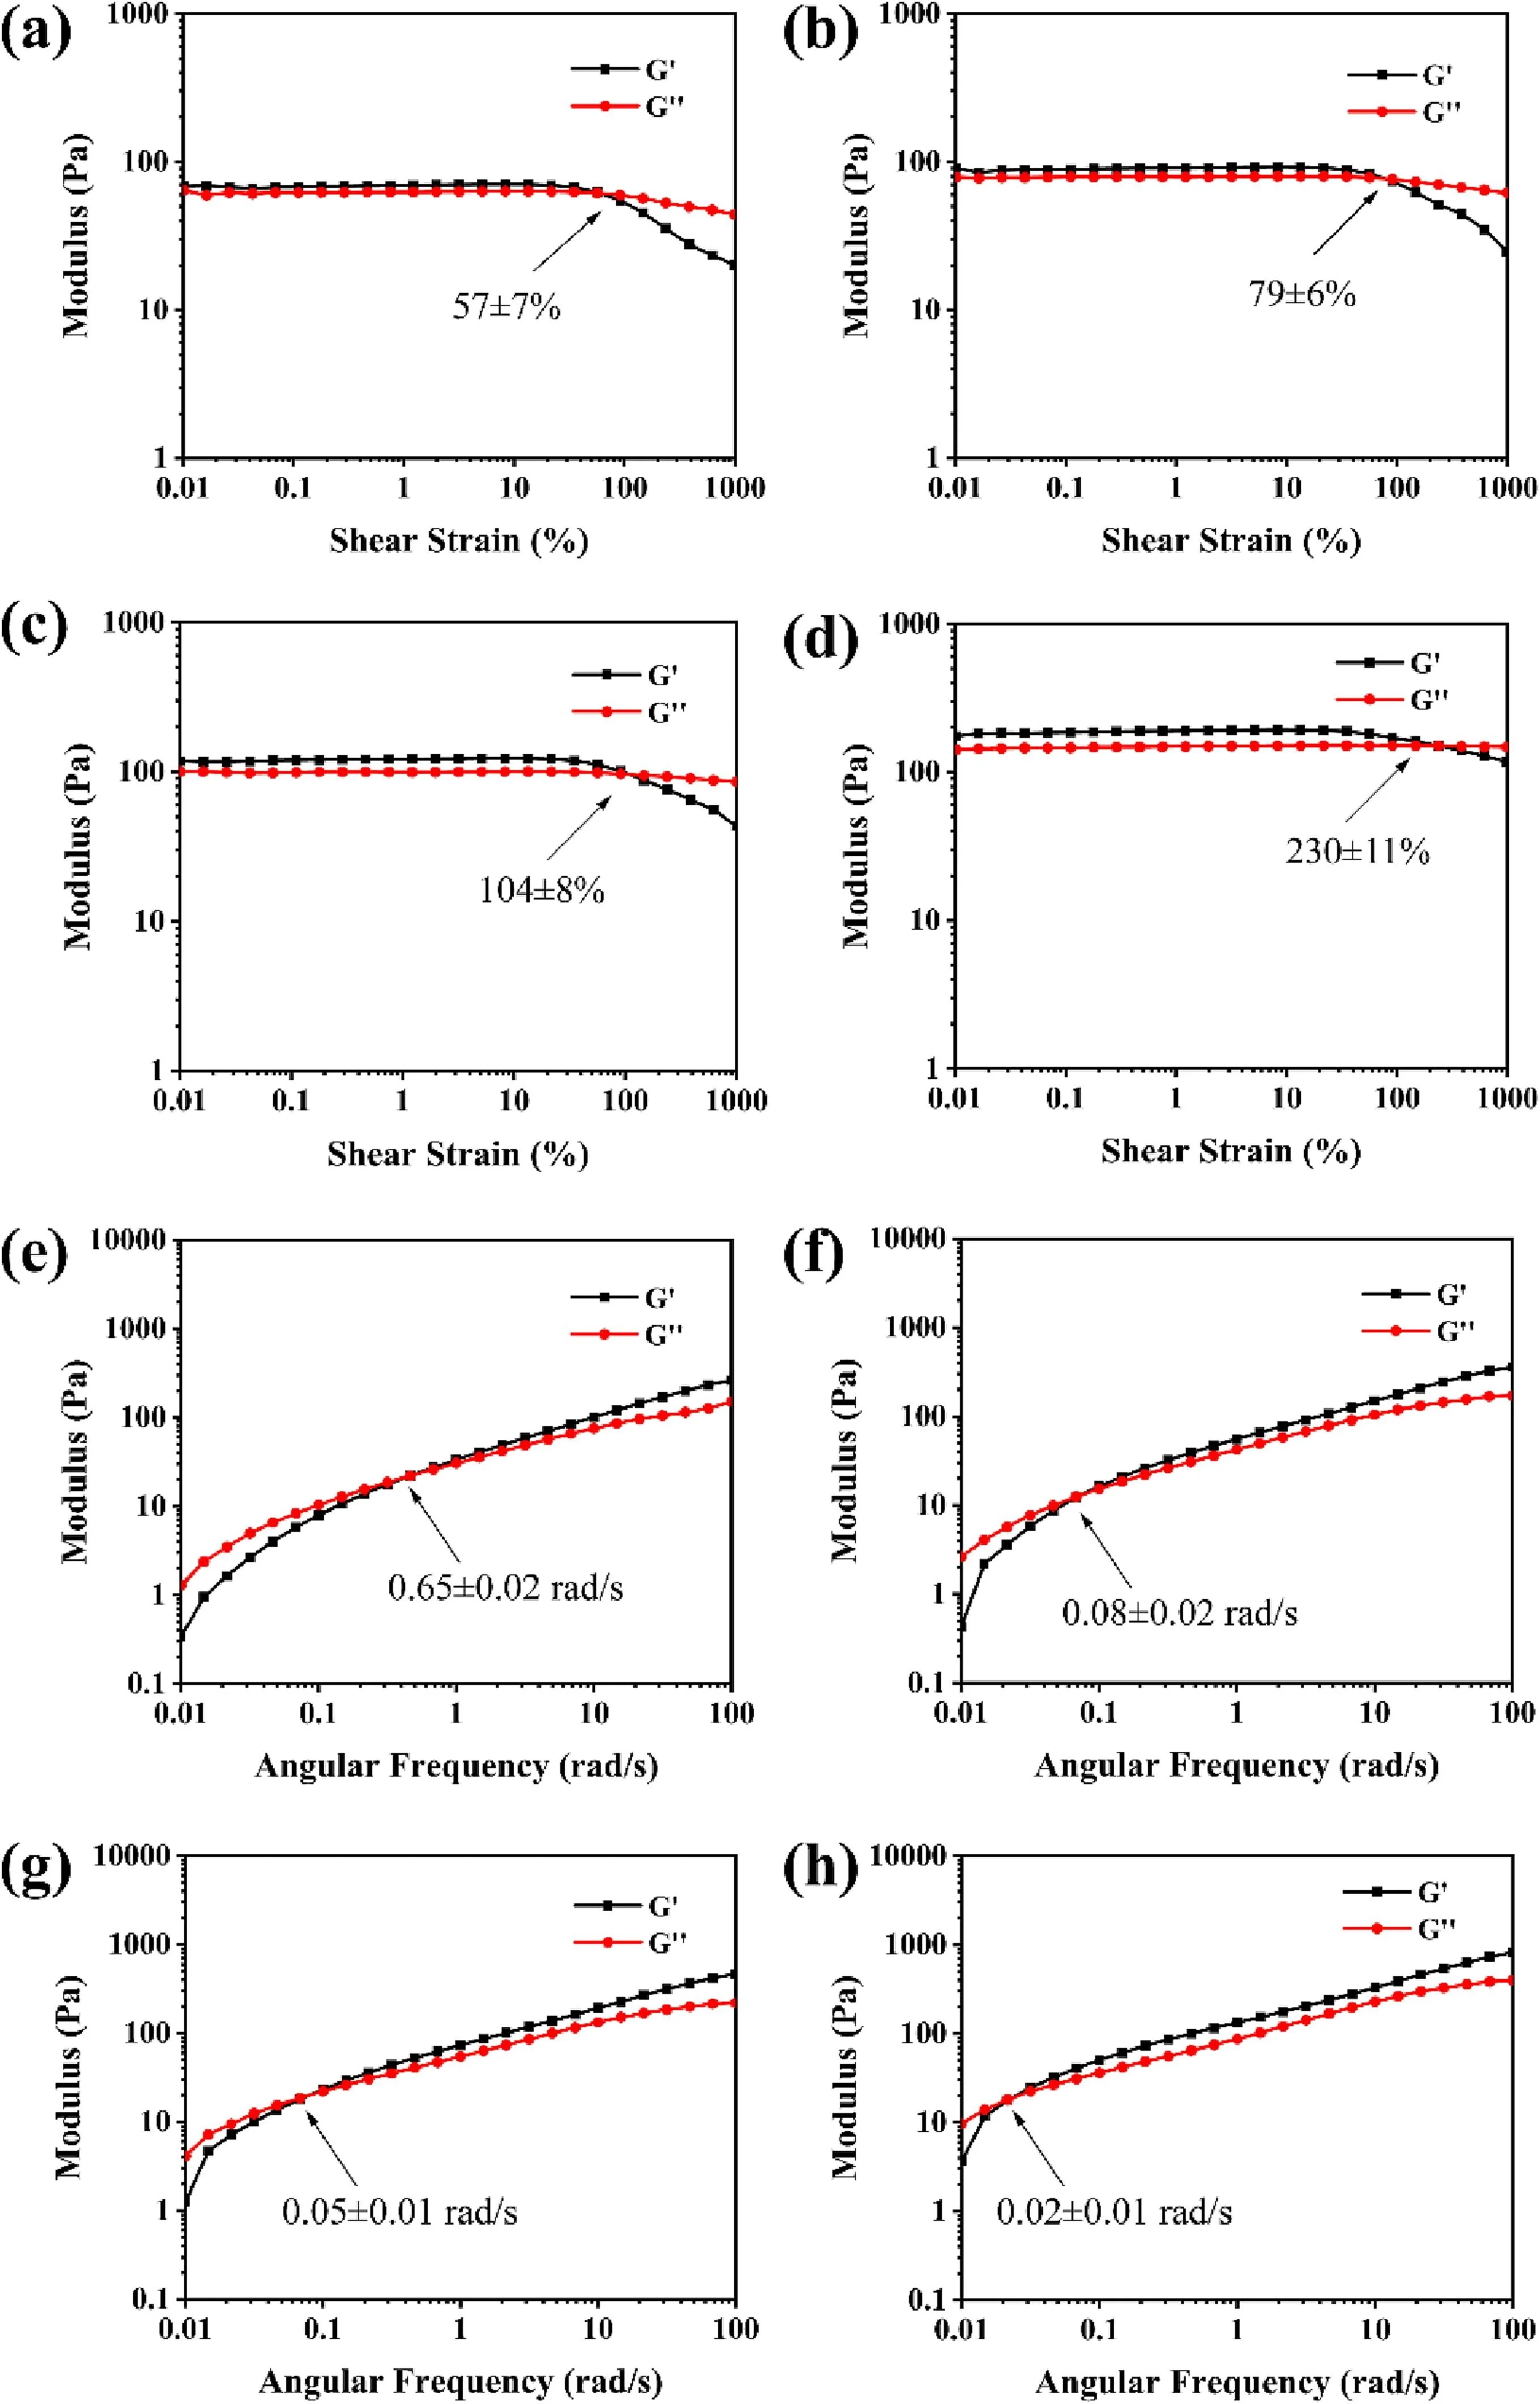 (a)
1000
100
10
1
Modulus (Pa)
G'
G"
57±7%
0.01 0.1 1 10 100 1000
Shear Strain (%)
(b)
1000
100
10
1
Modulus (Pa)
G'
G"
79±6%
0.01 0.1 1 10 100 1000
Shear Strain (%)
(c)
1000
100
10
1
Modulus (Pa)
G'
G"
104±8%
0.01 0.1 1 10 100 1000
Shear Strain (%)
(d)
1000
100
10
1
Modulus (Pa)
G'
G"
230±11%
0.01 0.1 1 10 100 1000
Shear Strain (%)
(e)
10000
1000
100
10
1
0.1
Modulus (Pa)
G'
G"
0.65±0.02 rad/s
0.01 0.1 1 10 100
Angular Frequency (rad/s)
(f)
10000
1000
100
10
1
0.1
Modulus (Pa)
G'
G"
0.08±0.02 rad/s
0.01 0.1 1 10 100
Angular Frequency (rad/s)
(g)
10000
1000
100
10
1
0.1
Modulus (Pa)
G'
G"
0.05±0.01 rad/s
0.01 0.1 1 10 100
Angular Frequency (rad/s)
(h)
10000
1000
100
10
1
0.1
Modulus (Pa)
G'
G"
0.02±0.01 rad/s
0.01 0.1 1 10 100
Angular Frequency (rad/s)